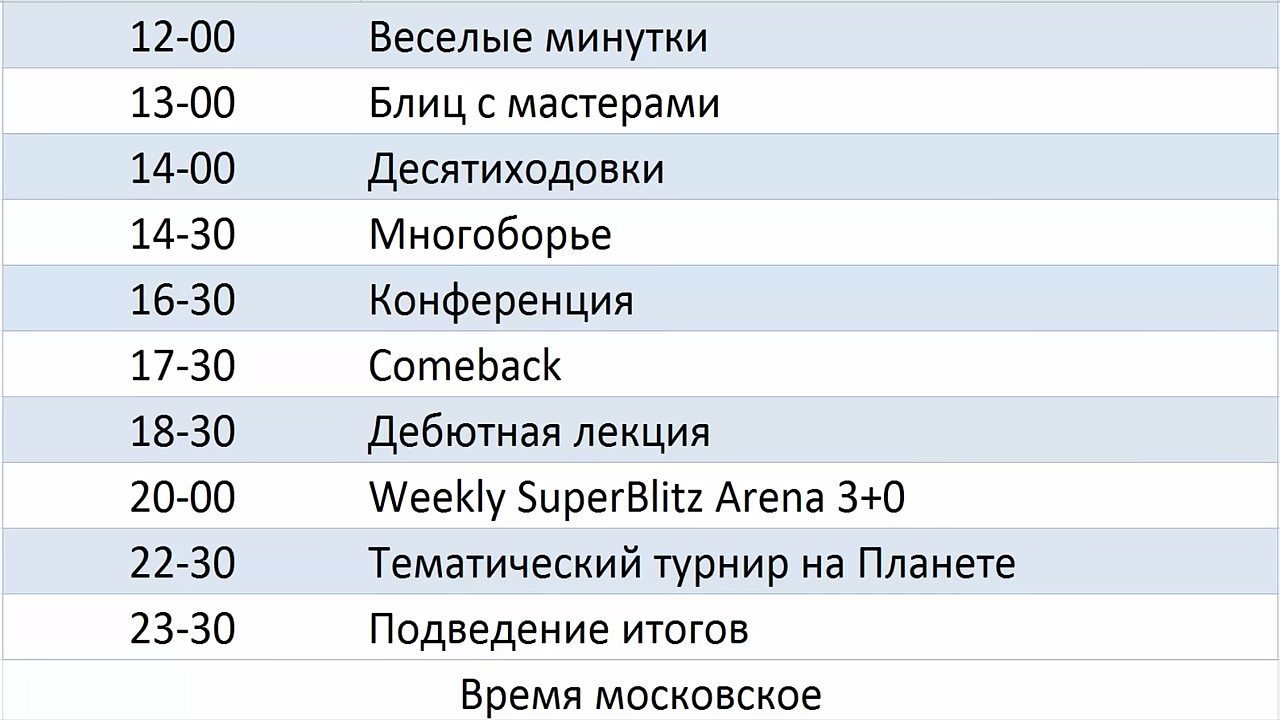 12-00 Веселые минутки
13-00 Блиц с мастерами
14-00 Десятиходовки
14-30 Многоборье
16-30 Конференция
17-30 Comeback
18-30 Дебютная лекция
20-00 Weekly SuperBlitz Arena 3+0
22-30 Тематический турнир на Планете
23-30 Подведение итогов
Время московское